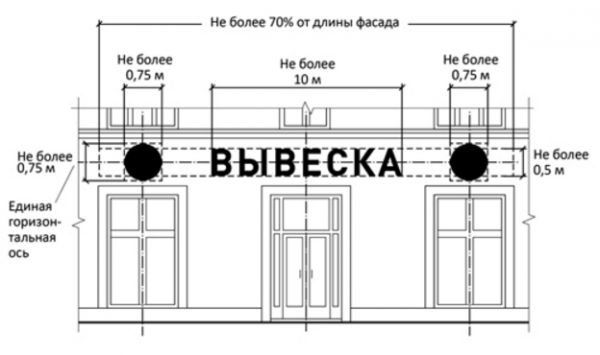 Не более 70% от длины фасада
Не более
0,75 м
Не более
10 м
Не более
0,75 м
Не более
0,75 м
ВЫВЕСКА
Не более
0,5 м
Единая
горизон-
тальная
ось